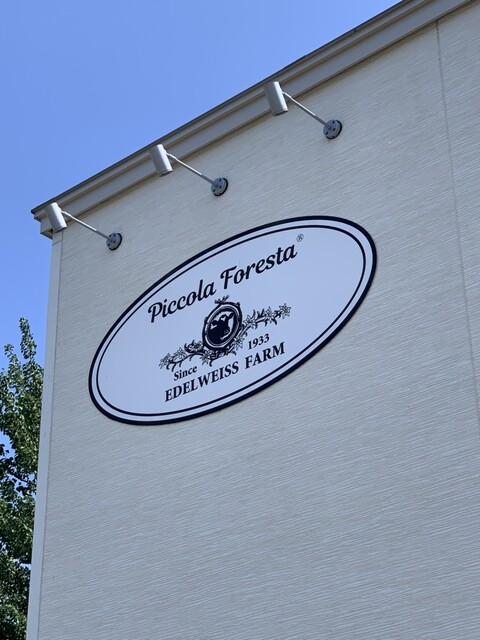 Piccola Foresta®
Since 1933
EDELWEISS FARM